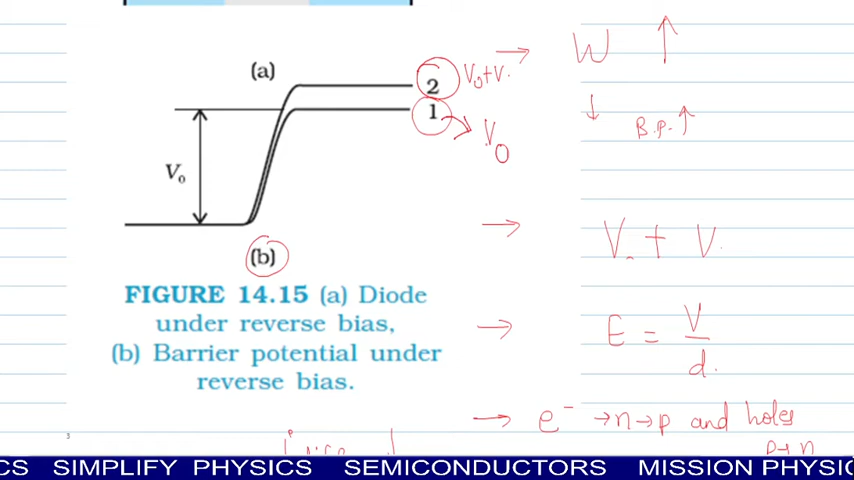 (a)
2
V₀+V.
→ W ↑
1
V₀
↓ B.P. ↑
V₀
→ V₀ + V.
(b)
FIGURE 14.15 (a) Diode
under reverse bias,
(b) Barrier potential under
reverse bias.
→ E = V/d.
→ e⁻ → n → p and holes
p → n
3
CS SIMPLIFY PHYSICS SEMICONDUCTORS MISSION PHYSIC